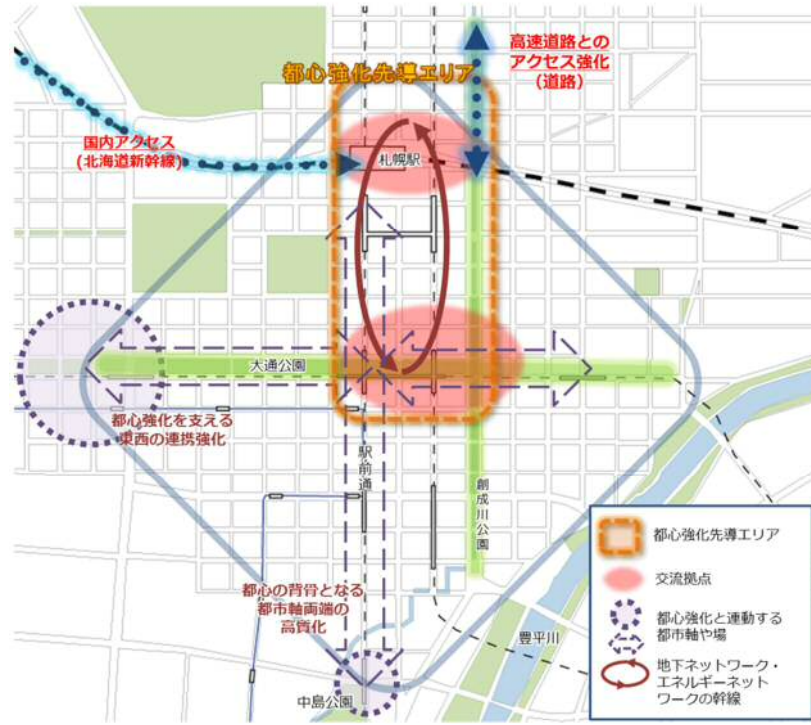 高速道路との
アクセス強化
(道路)
都心強化先導エリア
国内アクセス
(北海道新幹線)
札幌駅
大通公園
都心強化を支える
東西の連携強化
駅前通
創成川公園
都心の背骨となる
都市軸両端の
高質化
中島公園
豊平川
都心強化先導エリア
交流拠点
都心強化と連動する
都市軸や場
地下ネットワーク・
エネルギーネット
ワークの幹線